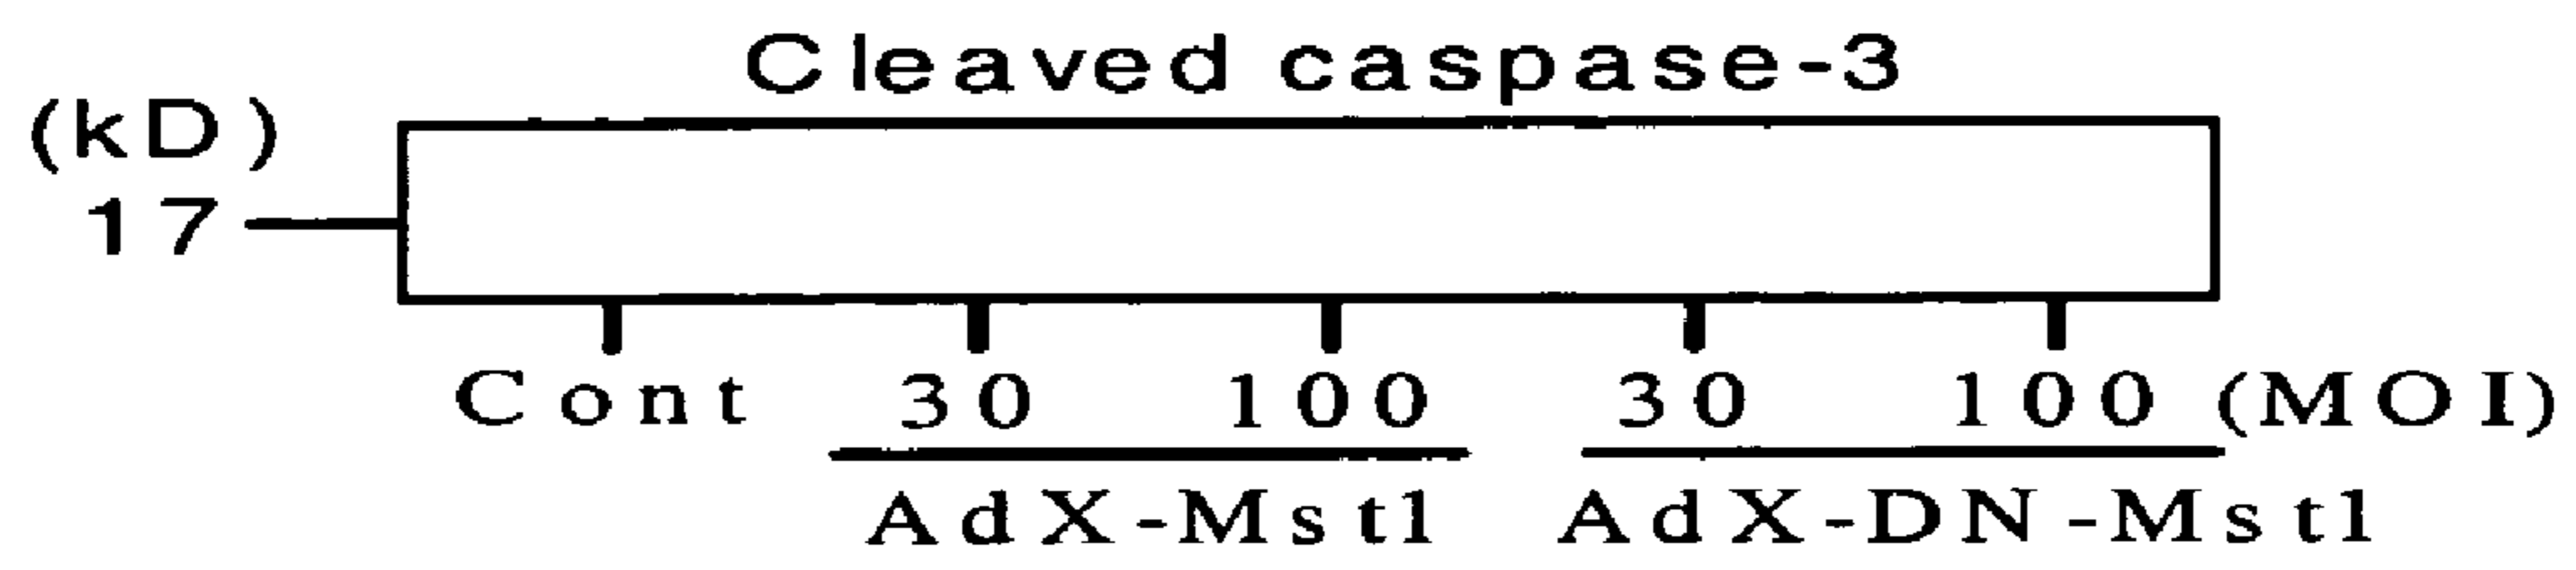 Cleaved caspase-3
(kD)
17
Cont 30 100 30 100 (MOI)
AdX-Mst1 AdX-DN-Mst1